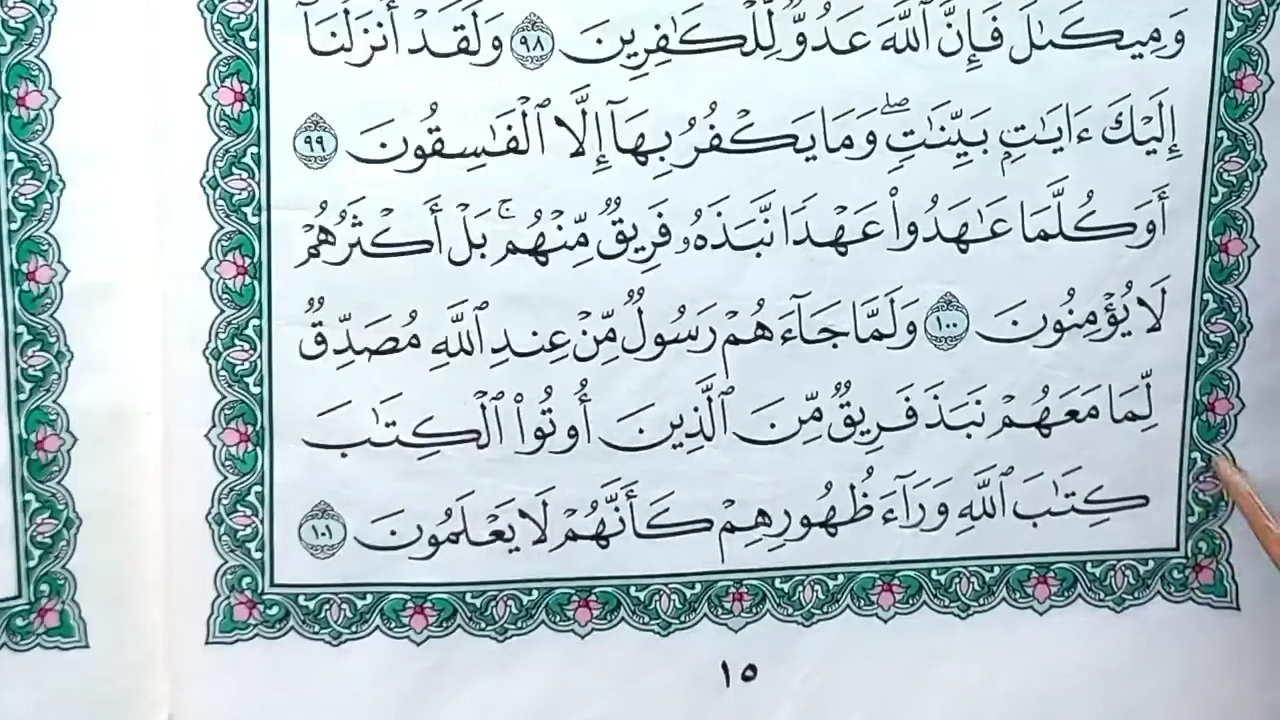 وَمِيكَىٰلَ فَإِنَّ ٱللَّهَ عَدُوٌّ لِّلْكَٰفِرِينَ ٩٨ وَلَقَدْ أَنزَلْنَآ
إِلَيْكَ ءَايَٰتٍۭ بَيِّنَٰتٍۖ وَمَا يَكْفُرُ بِهَآ إِلَّا ٱلْفَٰسِقُونَ ٩٩
أَوَكُلَّمَا عَٰهَدُوا۟ عَهْدًا نَّبَذَهُۥ فَرِيقٌ مِّنْهُمۚ بَلْ أَكْثَرُهُمْ
لَا يُؤْمِنُونَ ١٠٠ وَلَمَّا جَآءَهُمْ رَسُولٌ مِّنْ عِندِ ٱللَّهِ مُصَدِّقٌ
لِّمَا مَعَهُمْ نَبَذَ فَرِيقٌ مِّنَ ٱلَّذِينَ أُوتُوا۟ ٱلْكِتَٰبَ
كِتَٰبَ ٱللَّهِ وَرَآءَ ظُهُورِهِمْ كَأَنَّهُمْ لَا يَعْلَمُونَ ١٠١
١٥